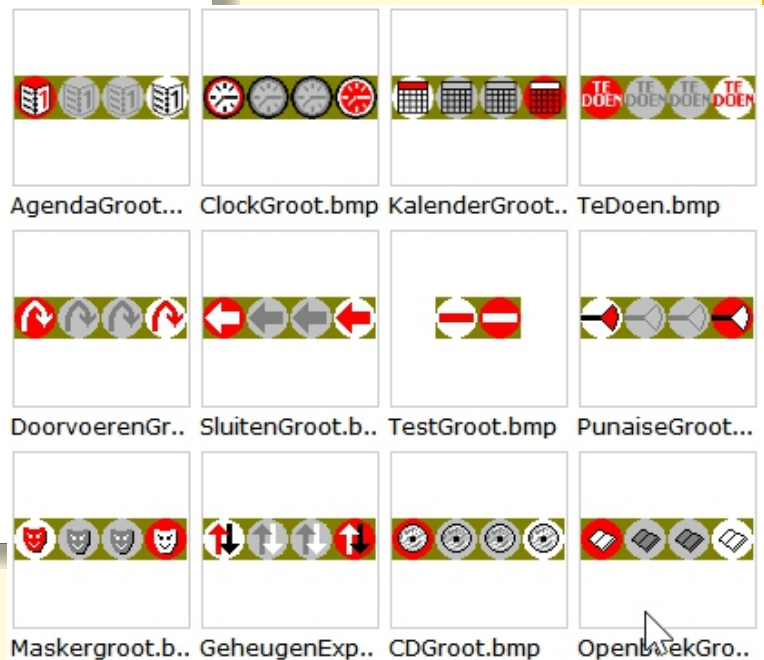 TE DOEN TE DOEN TE DOEN TE DOEN
AgendaGroot... ClockGroot.bmp KalenderGroot.. TeDoen.bmp
DoorvoerenGr.. SluitenGroot.b.. TestGroot.bmp PunaiseGroot...
Maskergroot.b.. GeheugenExp.. CDGroot.bmp